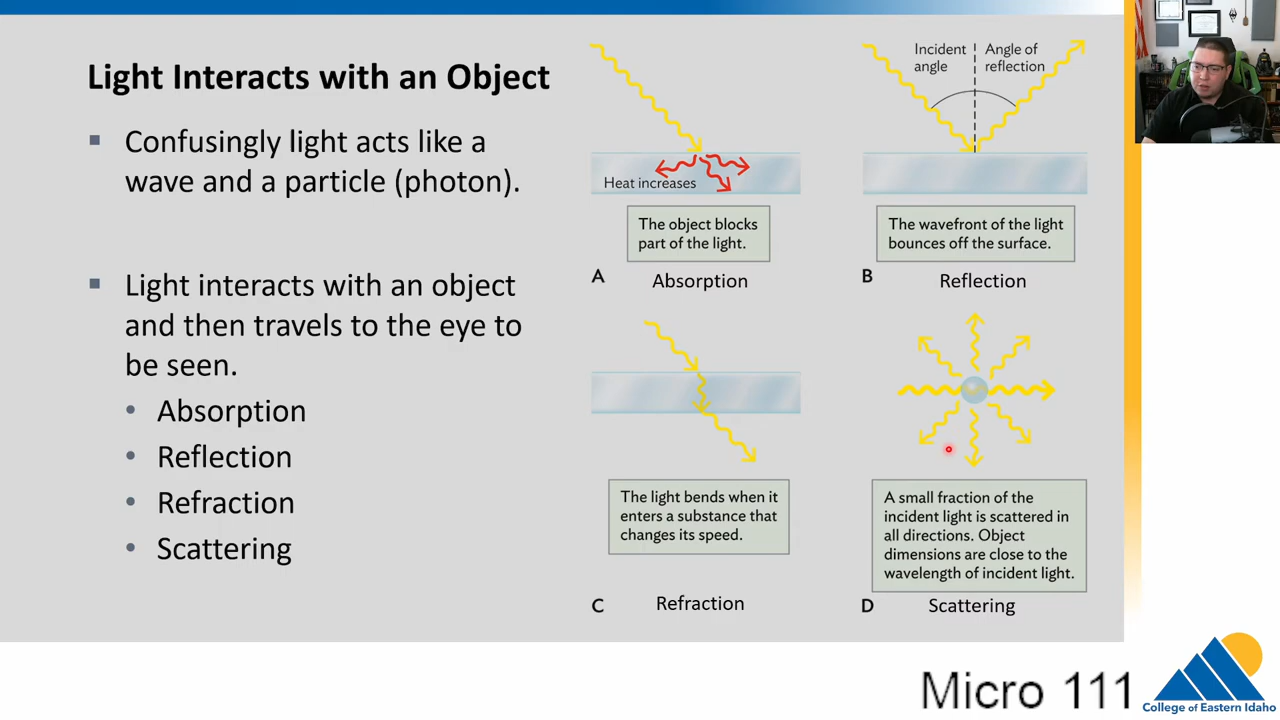 Light Interacts with an Object
Confusingly light acts like a
wave and a particle (photon).
Light interacts with an object
and then travels to the eye to
be seen.
Absorption
Reflection
Refraction
Scattering
Heat increases
The object blocks
part of the light.
A
Absorption
Incident
angle
Angle of
reflection
The wavefront of the light
bounces off the surface.
B
Reflection
The light bends when it
enters a substance that
changes its speed.
C
Refraction
A small fraction of the
incident light is scattered in
all directions. Object
dimensions are close to the
wavelength of incident light.
D
Scattering
Micro 111
College of Eastern Idaho